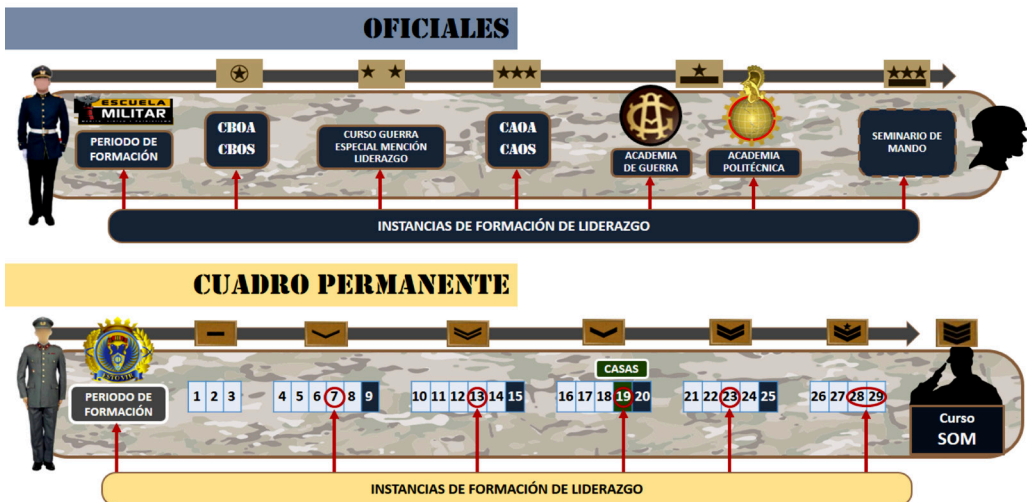 OFICIALES
ESCUELA
MILITAR
PERIODO DE
FORMACIÓN
CBOA
CBOS
CURSO GUERRA
ESPECIAL MENCIÓN
LIDERAZGO
CAOA
CAOS
ACADEMIA
DE GUERRA
ACADEMIA
POLITÉCNICA
SEMINARIO DE
MANDO
INSTANCIAS DE FORMACIÓN DE LIDERAZGO
CUADRO PERMANENTE
PERIODO DE
FORMACIÓN
1 2 3
4 5 6 7 8 9
10 11 12 13 14 15
CASAS
16 17 18 19 20
21 22 23 24 25
26 27 28 29
Curso
SOM
INSTANCIAS DE FORMACIÓN DE LIDERAZGO